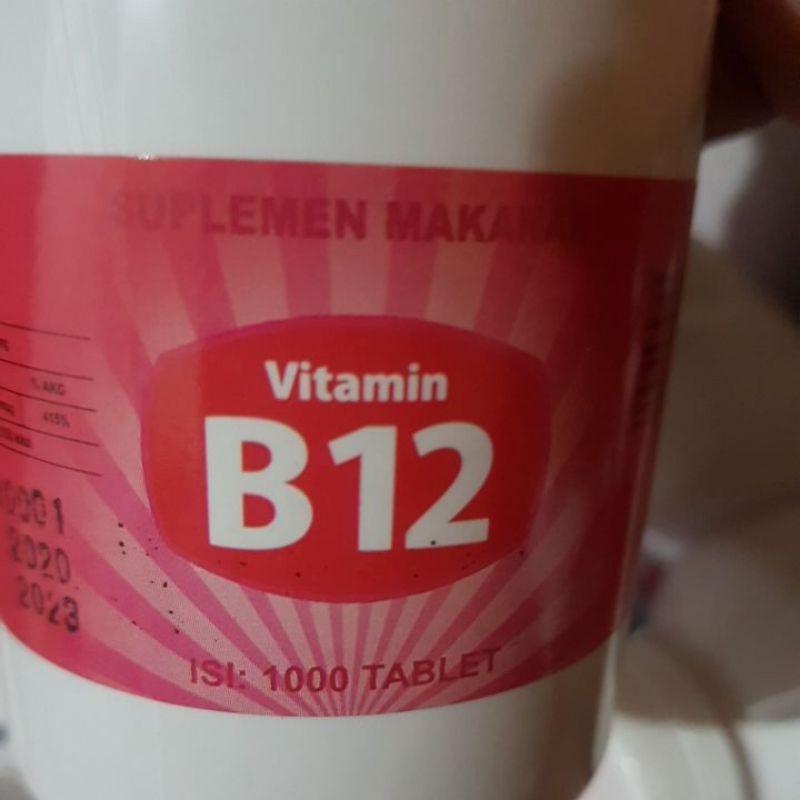 SUPLEMEN MAKANAN
Vitamin
B12
ISI: 1000 TABLET
% AKG
415%
2020
2023